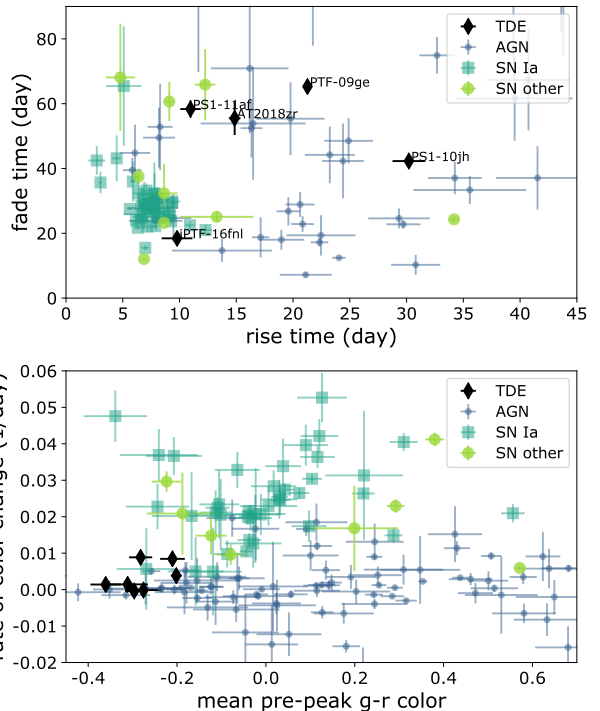 80
60
40
20
0
fade time (day)
TDE
AGN
SN Ia
SN other
PTF-09ge
PS1-11af
AT2018zr
PS1-10jh
iPTF-16fnl
0 5 10 15 20 25 30 35 40 45
rise time (day)
0.06
0.05
0.04
0.03
0.02
0.01
0.00
-0.01
-0.02
rate of color change (1/day)
TDE
AGN
SN Ia
SN other
-0.4 -0.2 0.0 0.2 0.4 0.6
mean pre-peak g-r color